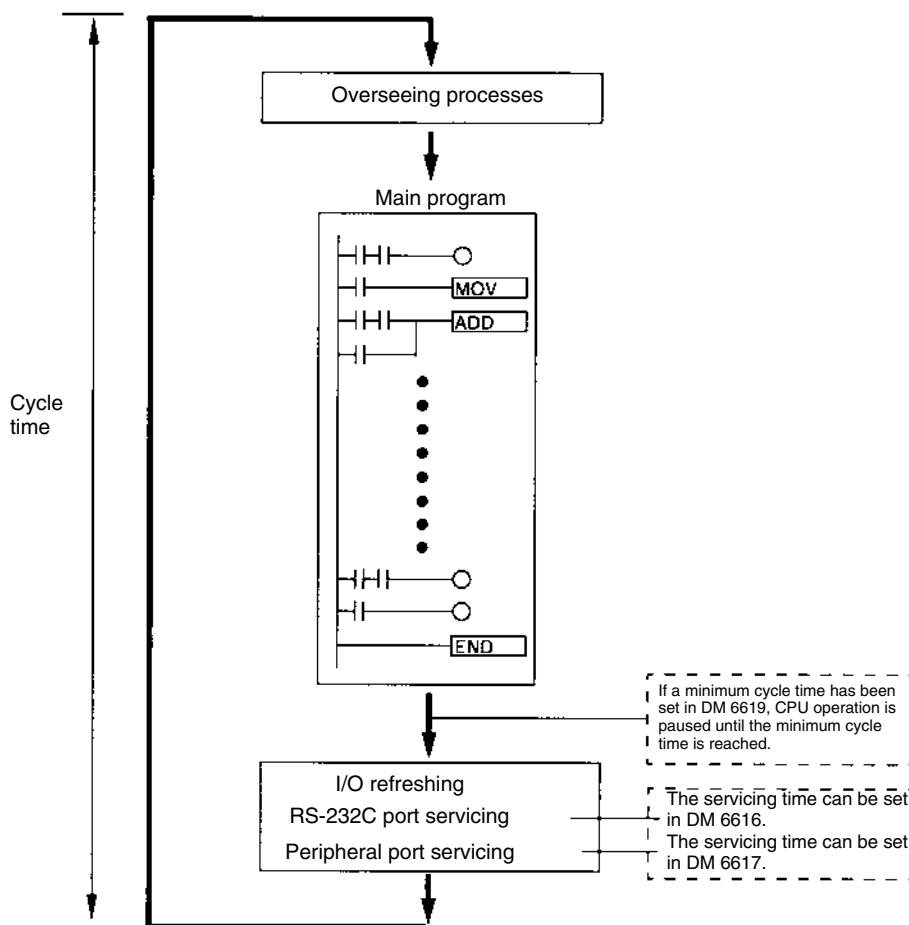 Overseeing processes
Main program
MOV
ADD
Cycle
time
END
If a minimum cycle time has been
set in DM 6619, CPU operation is
paused until the minimum cycle
time is reached.
I/O refreshing
RS-232C port servicing
Peripheral port servicing
The servicing time can be set
in DM 6616.
The servicing time can be set
in DM 6617.